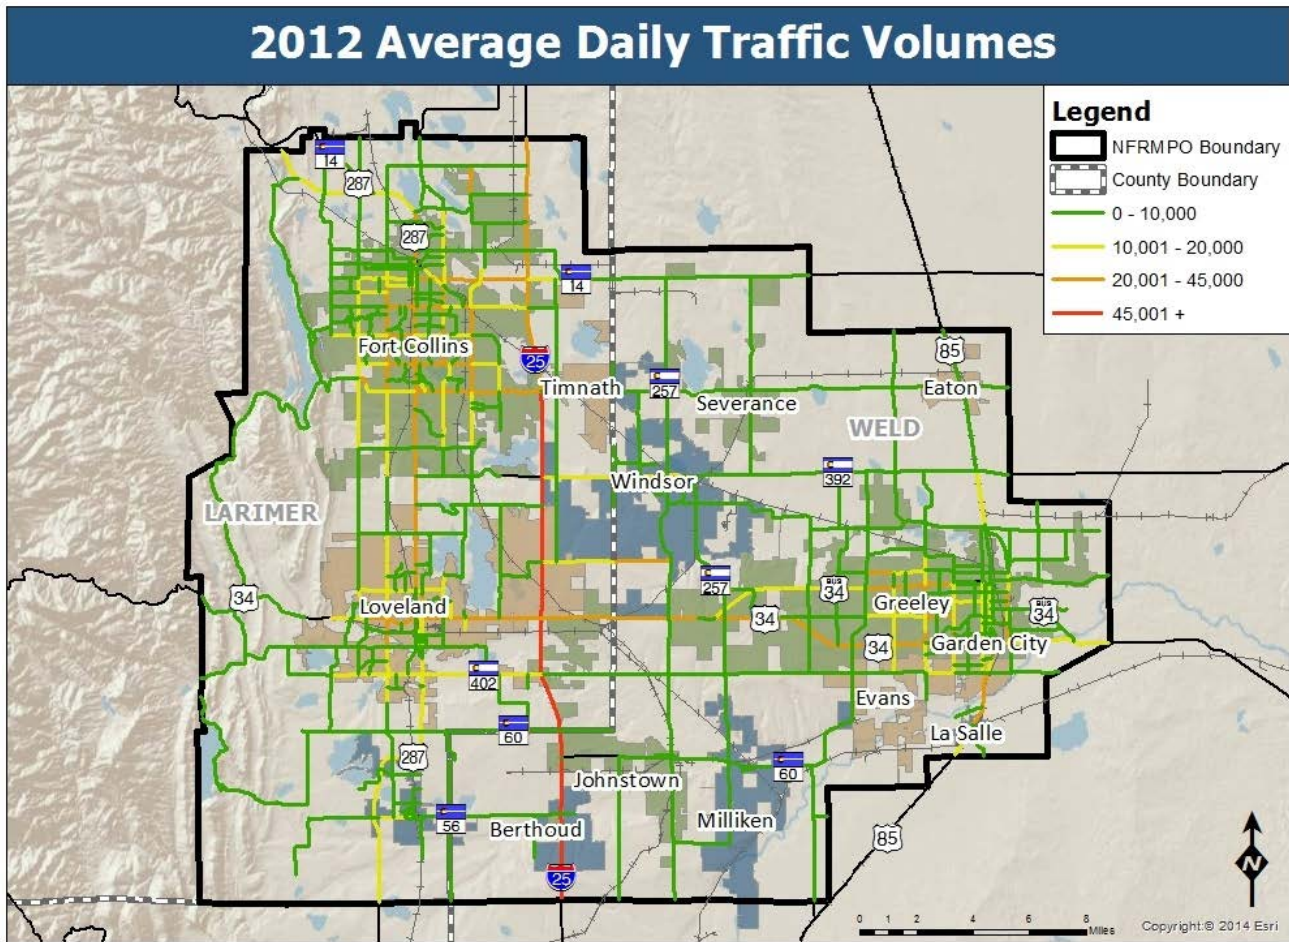 2012 Average Daily Traffic Volumes
Legend
NFRMPO Boundary
County Boundary
0 - 10,000
10,001 - 20,000
20,001 - 45,000
45,001 +
14
287
287
14
Fort Collins
25
Timnath
257
Severance
85
Eaton
WELD
LARIMER
Windsor
392
34
Loveland
257
34
BUS
34
Greeley
BUS
34
34
Garden City
402
Evans
60
La Salle
287
Johnstown
60
56
Berthoud
Milliken
85
25
N
0 1 2 4 6 8
Miles
Copyright:© 2014 Esri